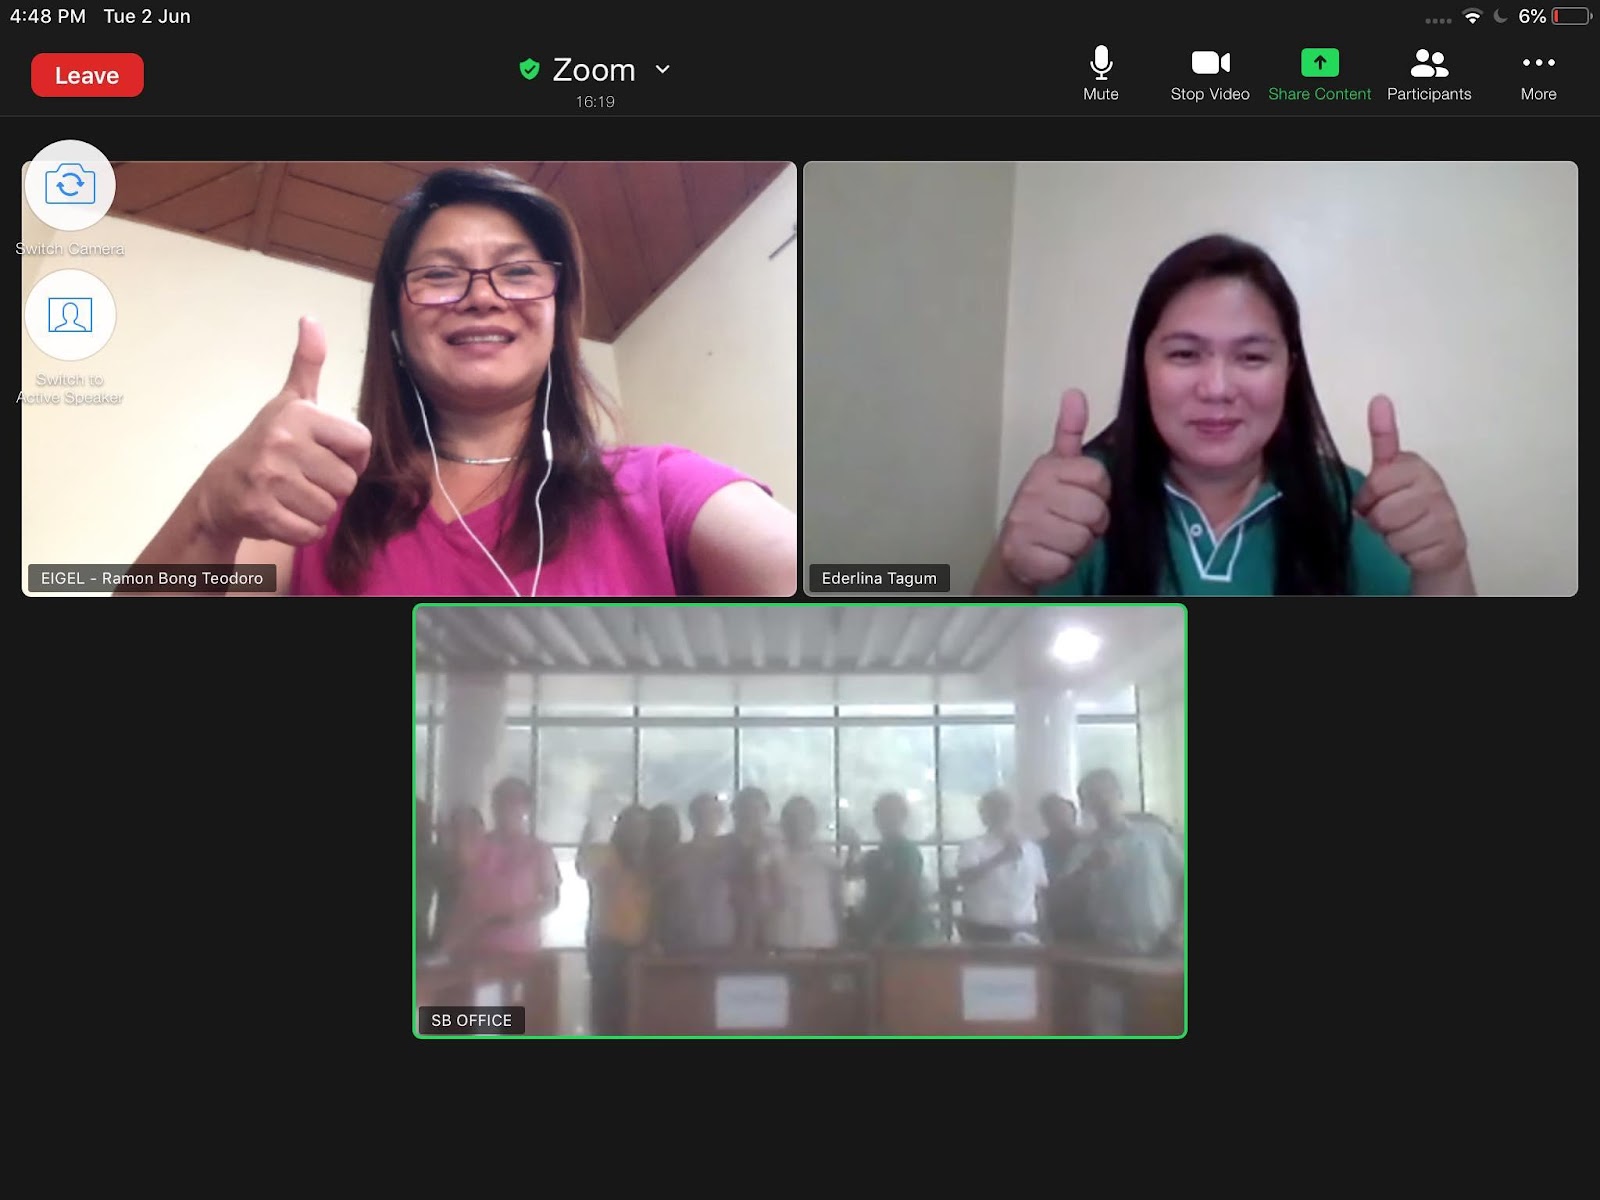 4:48 PM Tue 2 Jun
6%
Leave
Zoom
16:19
Mute
Stop Video
Share Content
Participants
More
Switch Camera
Switch to
Active Speaker
EIGEL - Ramon Bong Teodoro
Ederlina Tagum
SB OFFICE